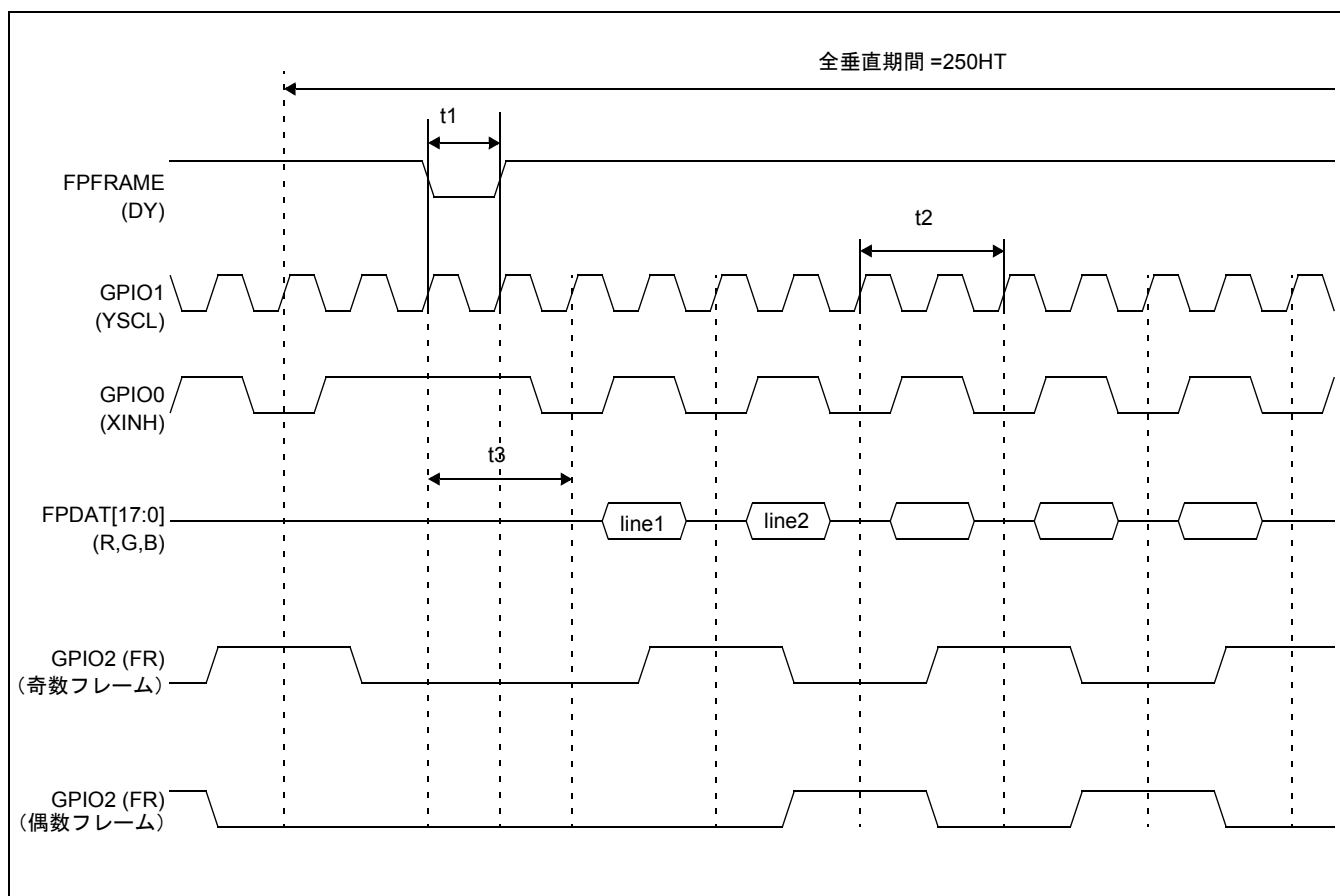 全垂直期間 =250HT
t1
FPFRAME
(DY)
t2
GPIO1
(YSCL)
GPIO0
(XINH)
t3
FPDAT[17:0]
(R,G,B)
line1
line2
GPIO2 (FR)
（奇数フレーム）
GPIO2 (FR)
（偶数フレーム）